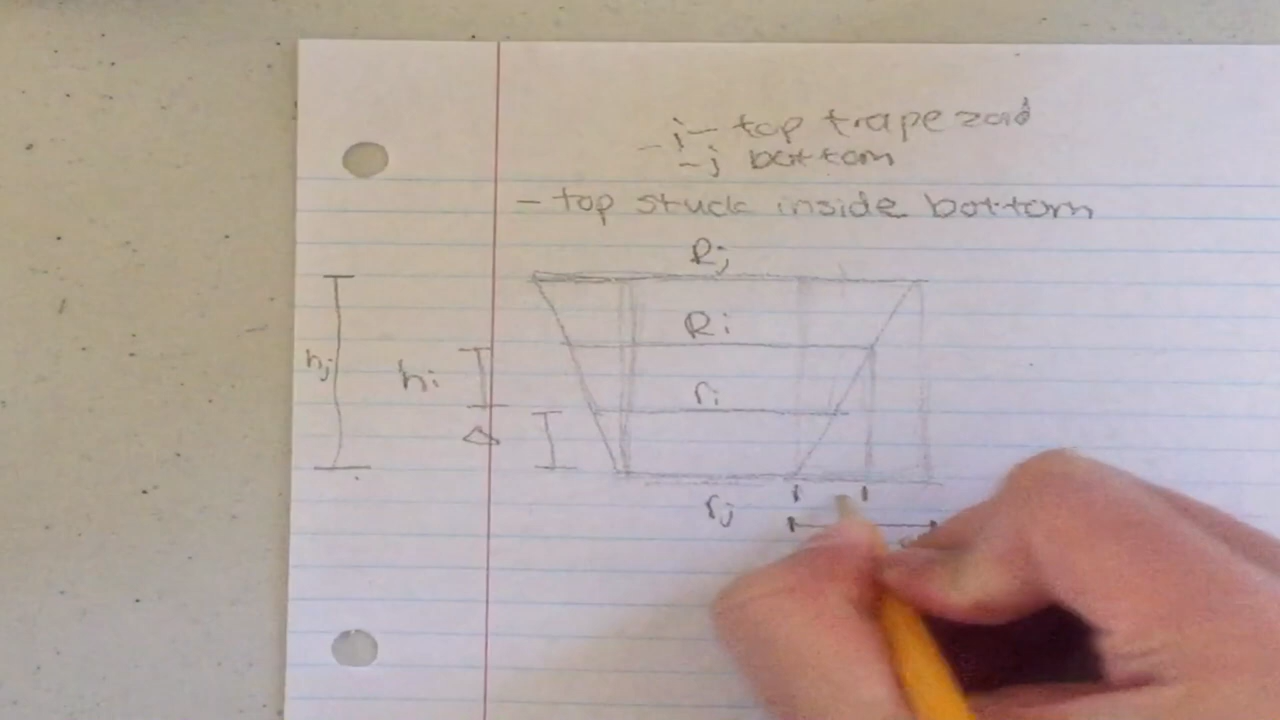 i- top trapezoid
- -j bottom
- top stuck inside bottom
Rj
Ri
hj
hi
ri
Δ
rj